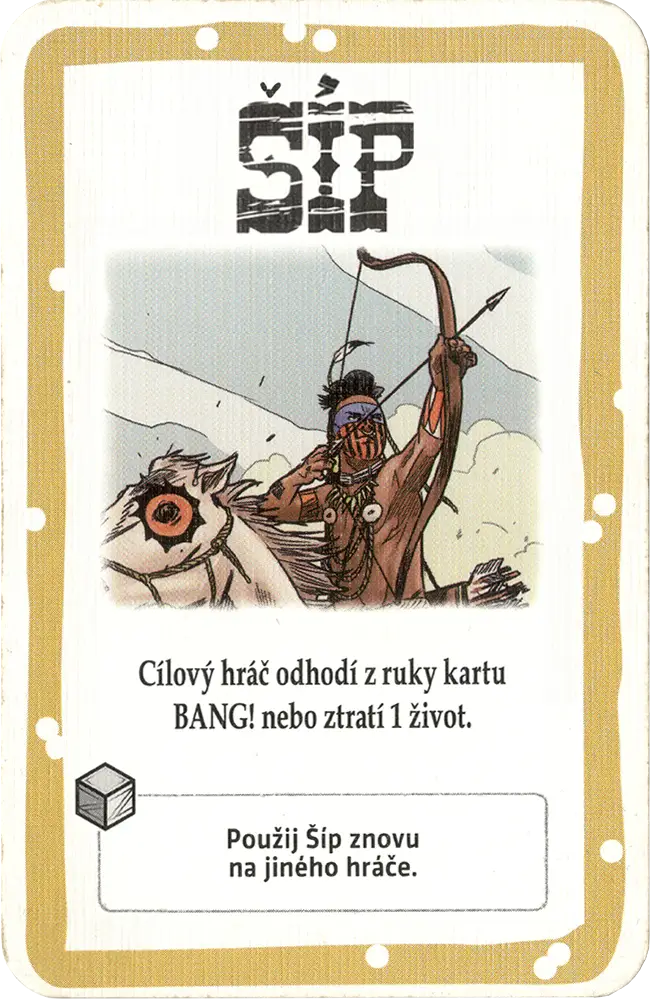 ŠÍP
Cílový hráč odhodí z ruky kartu
BANG! nebo ztratí 1 život.
Použij Šíp znovu
na jiného hráče.